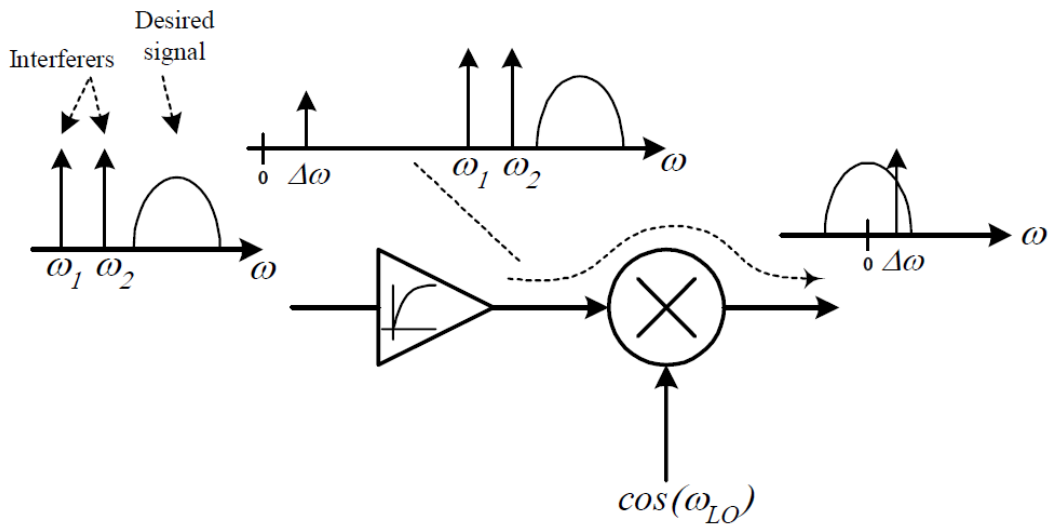 Desired
signal
Interferers
0 Δω ω1 ω2 ω
ω1 ω2 ω
0 Δω ω
cos(ωLO)